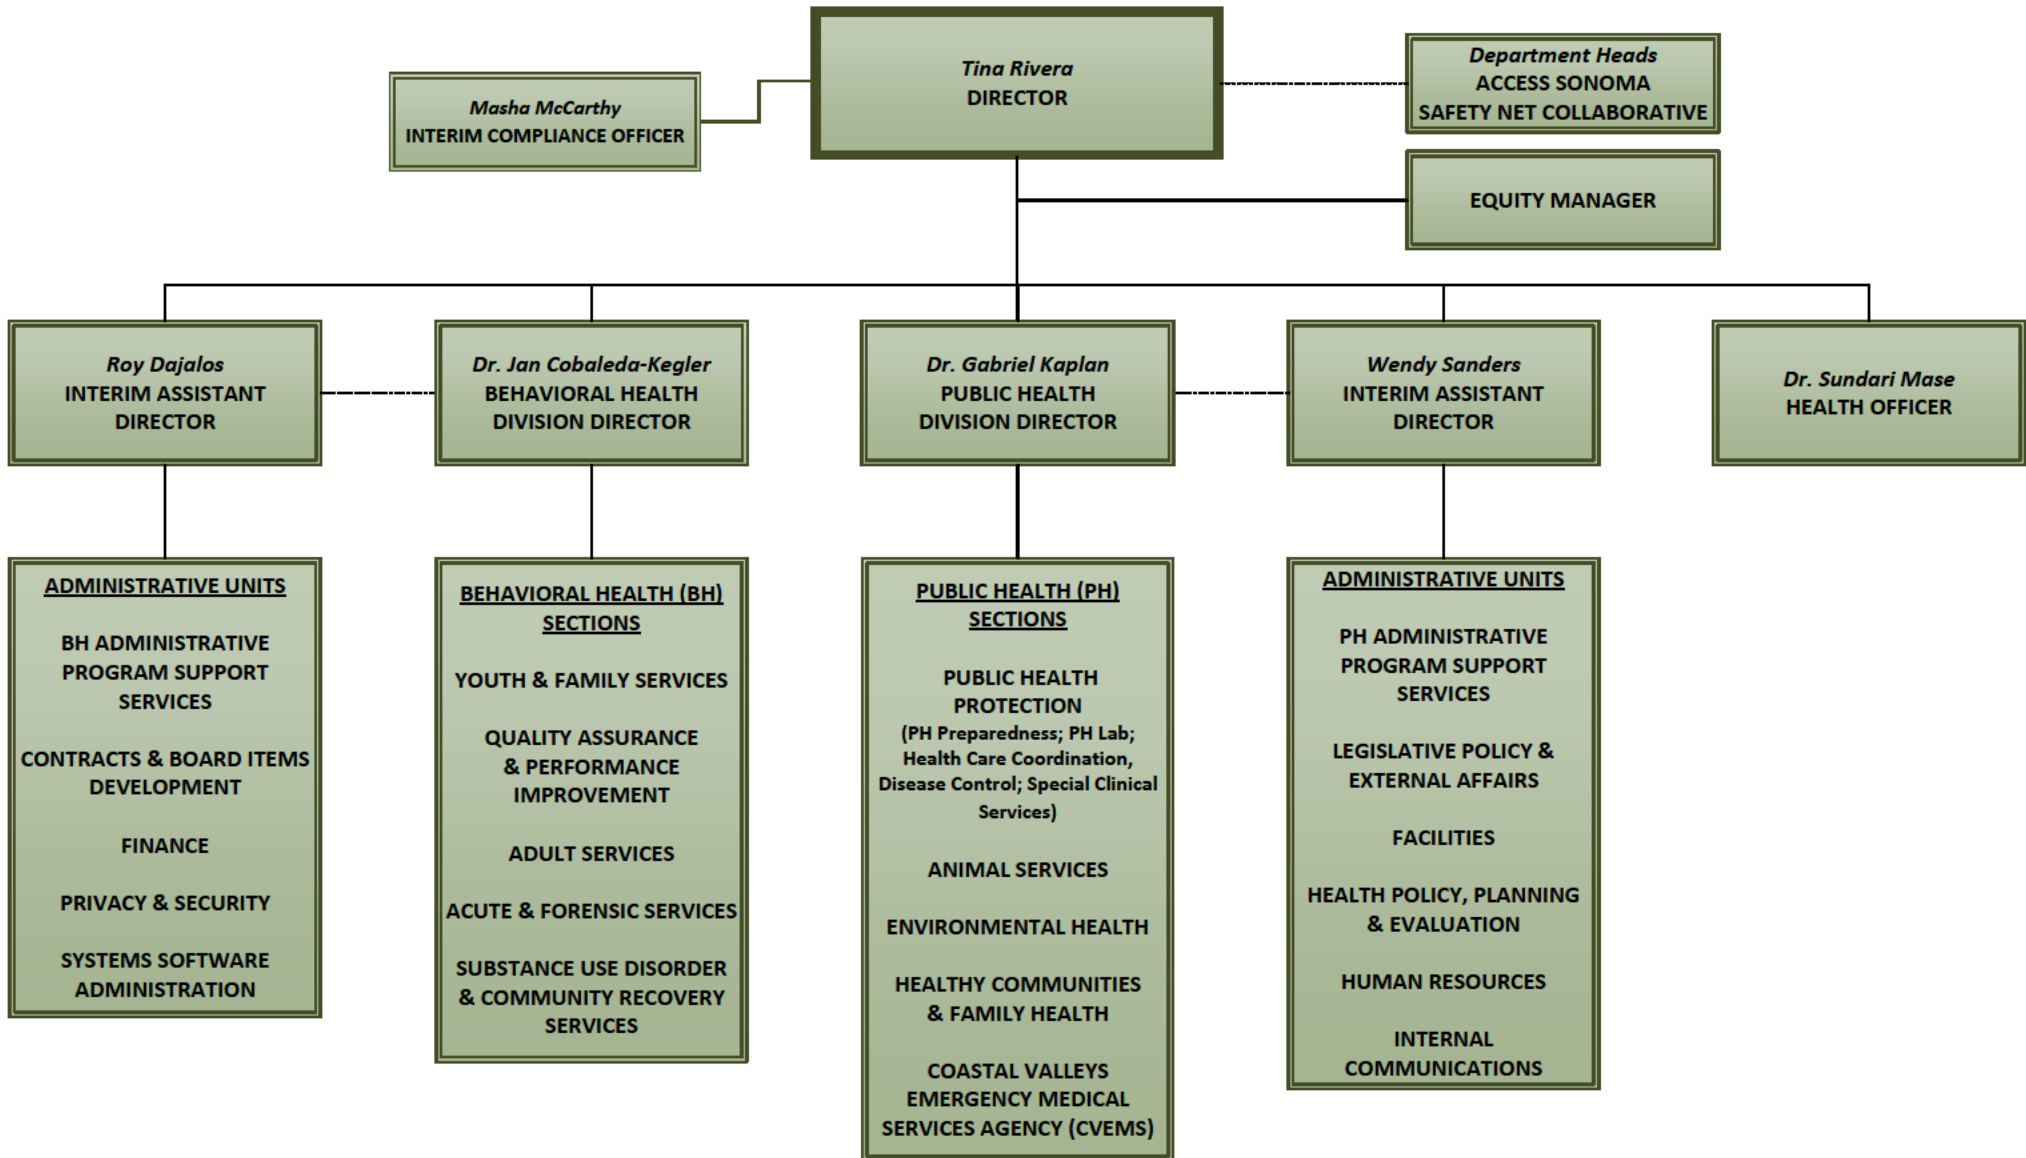 Tina Rivera
DIRECTOR
Masha McCarthy
INTERIM COMPLIANCE OFFICER
Department Heads
ACCESS SONOMA
SAFETY NET COLLABORATIVE
EQUITY MANAGER
Roy Dajalos
INTERIM ASSISTANT
DIRECTOR
Dr. Jan Cobaleda-Kegler
BEHAVIORAL HEALTH
DIVISION DIRECTOR
Dr. Gabriel Kaplan
PUBLIC HEALTH
DIVISION DIRECTOR
Wendy Sanders
INTERIM ASSISTANT
DIRECTOR
Dr. Sundari Mase
HEALTH OFFICER
ADMINISTRATIVE UNITS
BH ADMINISTRATIVE
PROGRAM SUPPORT
SERVICES
CONTRACTS & BOARD ITEMS
DEVELOPMENT
FINANCE
PRIVACY & SECURITY
SYSTEMS SOFTWARE
ADMINISTRATION
BEHAVIORAL HEALTH (BH)
SECTIONS
YOUTH & FAMILY SERVICES
QUALITY ASSURANCE
& PERFORMANCE
IMPROVEMENT
ADULT SERVICES
ACUTE & FORENSIC SERVICES
SUBSTANCE USE DISORDER
& COMMUNITY RECOVERY
SERVICES
PUBLIC HEALTH (PH)
SECTIONS
PUBLIC HEALTH
PROTECTION
(PH Preparedness; PH Lab;
Health Care Coordination,
Disease Control; Special Clinical
Services)
ANIMAL SERVICES
ENVIRONMENTAL HEALTH
HEALTHY COMMUNITIES
& FAMILY HEALTH
COASTAL VALLEYS
EMERGENCY MEDICAL
SERVICES AGENCY (CVEMS)
ADMINISTRATIVE UNITS
PH ADMINISTRATIVE
PROGRAM SUPPORT
SERVICES
LEGISLATIVE POLICY &
EXTERNAL AFFAIRS
FACILITIES
HEALTH POLICY, PLANNING
& EVALUATION
HUMAN RESOURCES
INTERNAL
COMMUNICATIONS